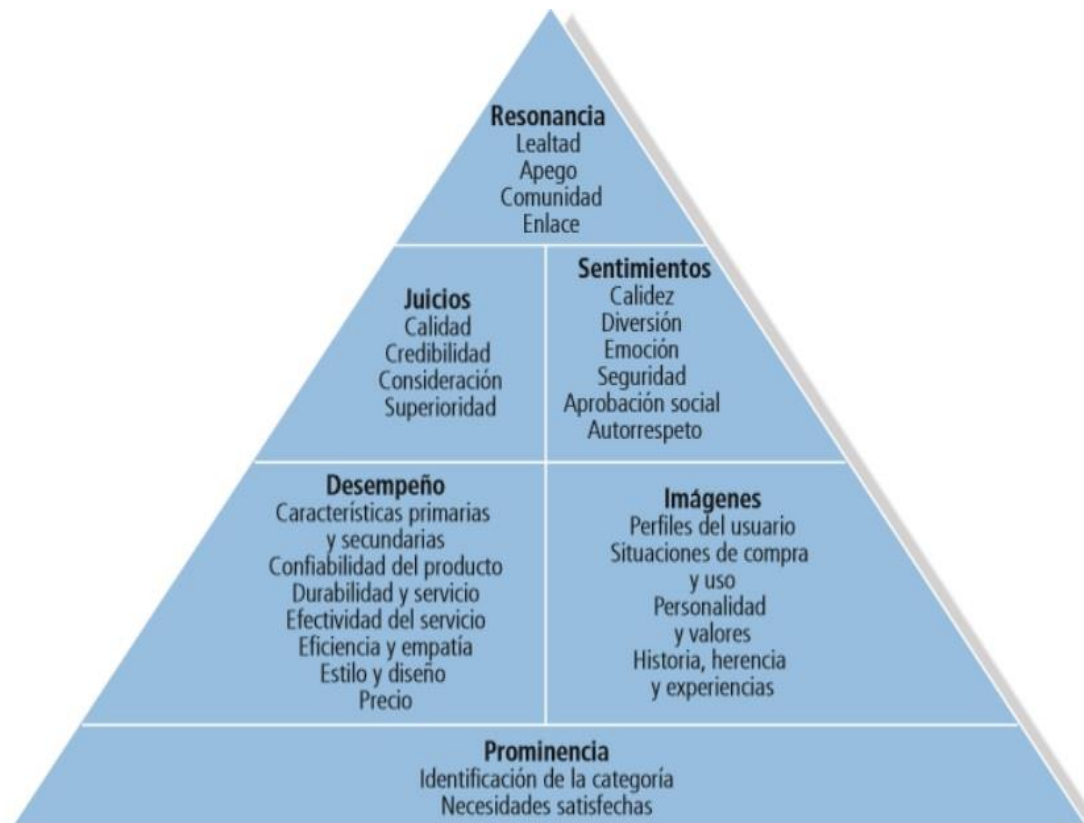 Resonancia
Lealtad
Apego
Comunidad
Enlace
Juicios
Calidad
Credibilidad
Consideración
Superioridad
Sentimientos
Calidez
Diversión
Emoción
Seguridad
Aprobación social
Autorrespeto
Desempeño
Características primarias
y secundarias
Confiabilidad del producto
Durabilidad y servicio
Efectividad del servicio
Eficiencia y empatía
Estilo y diseño
Precio
Imágenes
Perfiles del usuario
Situaciones de compra
y uso
Personalidad
y valores
Historia, herencia
y experiencias
Prominencia
Identificación de la categoría
Necesidades satisfechas